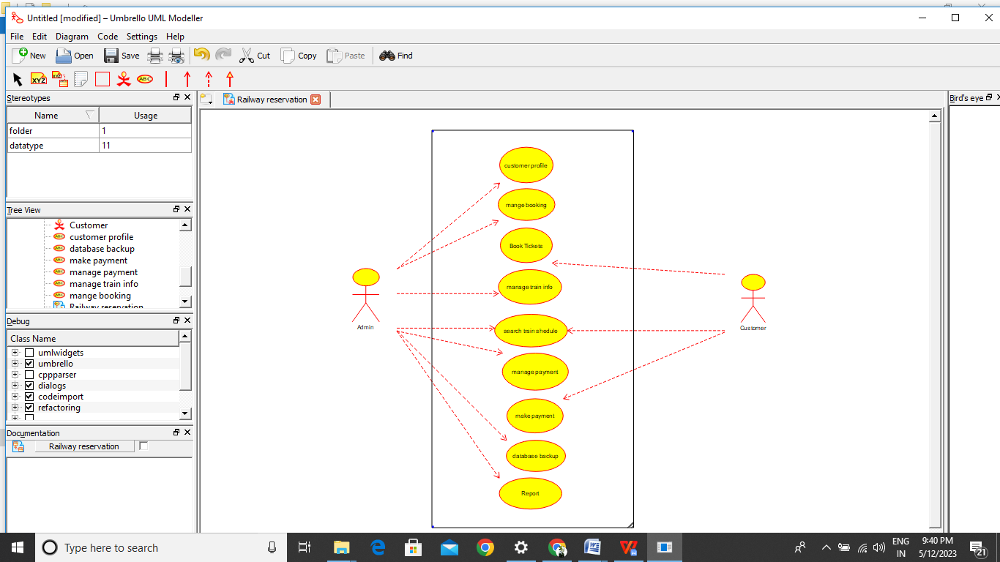 Untitled [modified] – Umbrello UML Modeller
File Edit Diagram Code Settings Help
New Open Save Cut Copy Paste Find
XYZ XYZ ABC
Stereotypes
Name Usage
folder 1
datatype 11
Tree View
Customer
customer profile
database backup
make payment
manage payment
manage train info
mange booking
Railway reservation
Debug
Class Name
umlwidgets
umbrello
cppparser
dialogs
codeimport
refactoring
Documentation
Railway reservation
Railway reservation
Bird's eye
customer profile
mange booking
Book Tickets
manage train info
search train shedule
manage payment
make payment
database backup
Report
Admin
Customer
Type here to search
ENG
IN
9:40 PM
5/12/2023
21